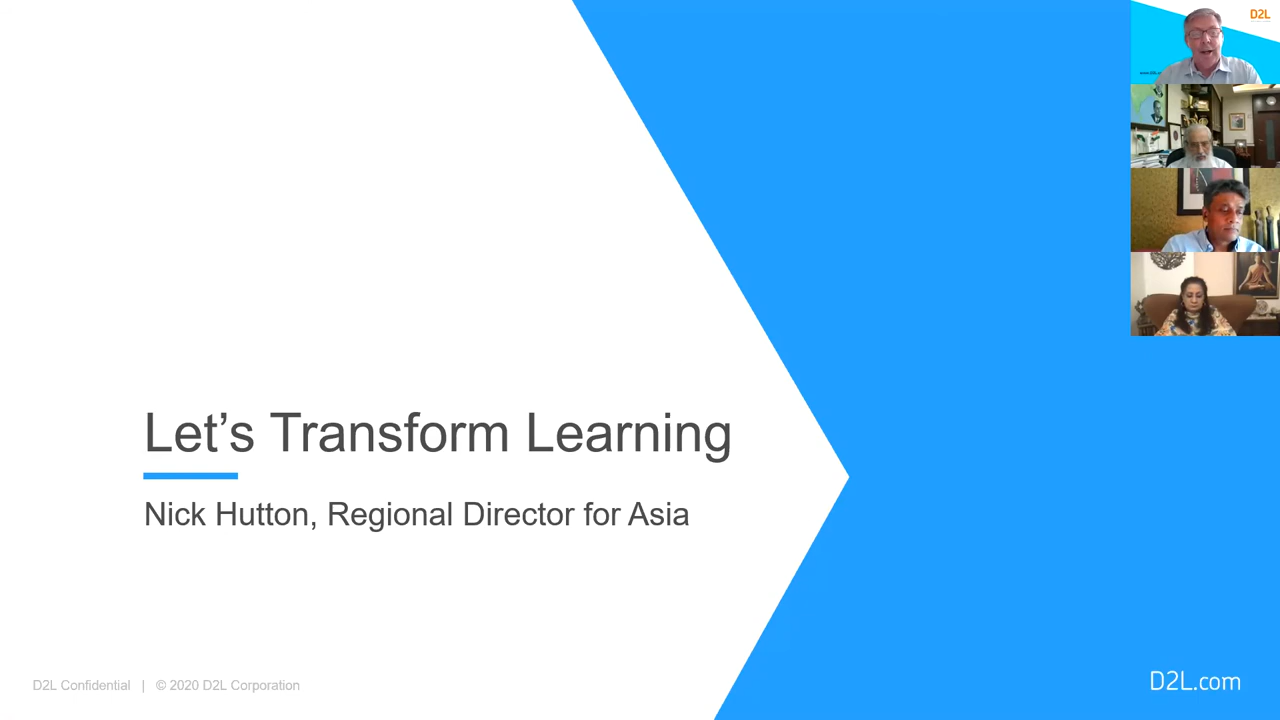 D2L
Let's Transform Learning
Nick Hutton, Regional Director for Asia
D2L Confidential | © 2020 D2L Corporation
D2L.com